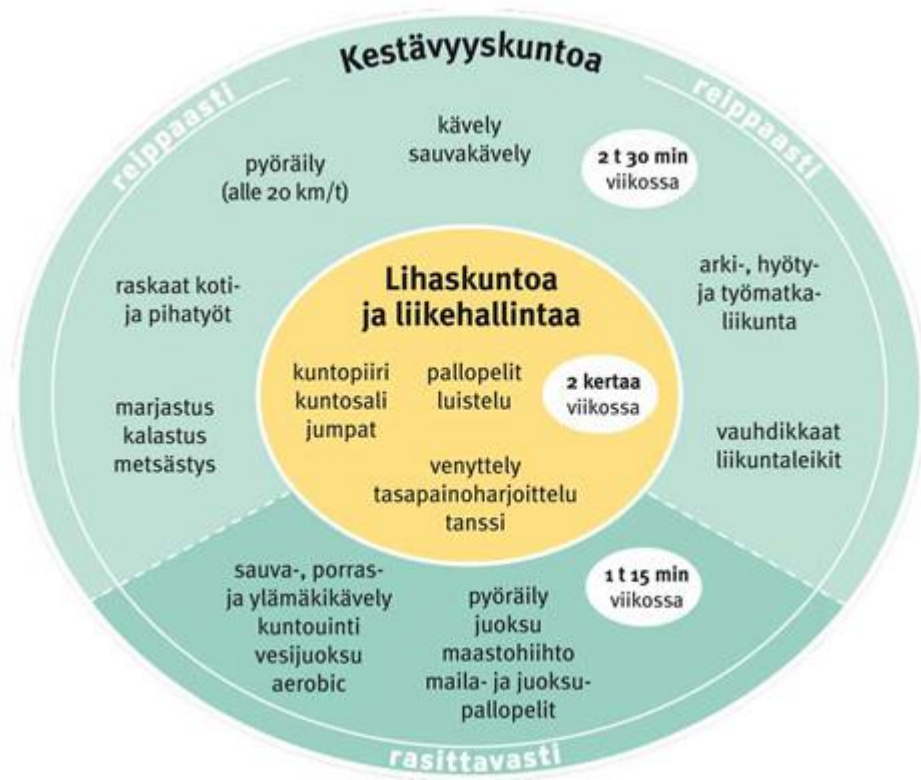 Kestävyyskuntoa
reippaasti
reippaasti
kävely
sauvakävely
2 t 30 min
viikossa
pyöräily
(alle 20 km/t)
raskaat koti-
ja pihatyöt
arki-, hyöty-
ja työmatka-
liikunta
marjastus
kalastus
metsästys
vauhdikkaat
liikuntaleikit
Lihaskuntoa
ja liikehallintaa
kuntopiiri
kuntosali
jumpat
pallopelit
luistelu
2 kertaa
viikossa
venyttely
tasapainoharjoittelu
tanssi
sauva-, porras-
ja ylämäkikävely
kuntouinti
vesijuoksu
aerobic
pyöräily
juoksu
maastohiihto
maila- ja juoksu-
pallopelit
1 t 15 min
viikossa
rasittavasti